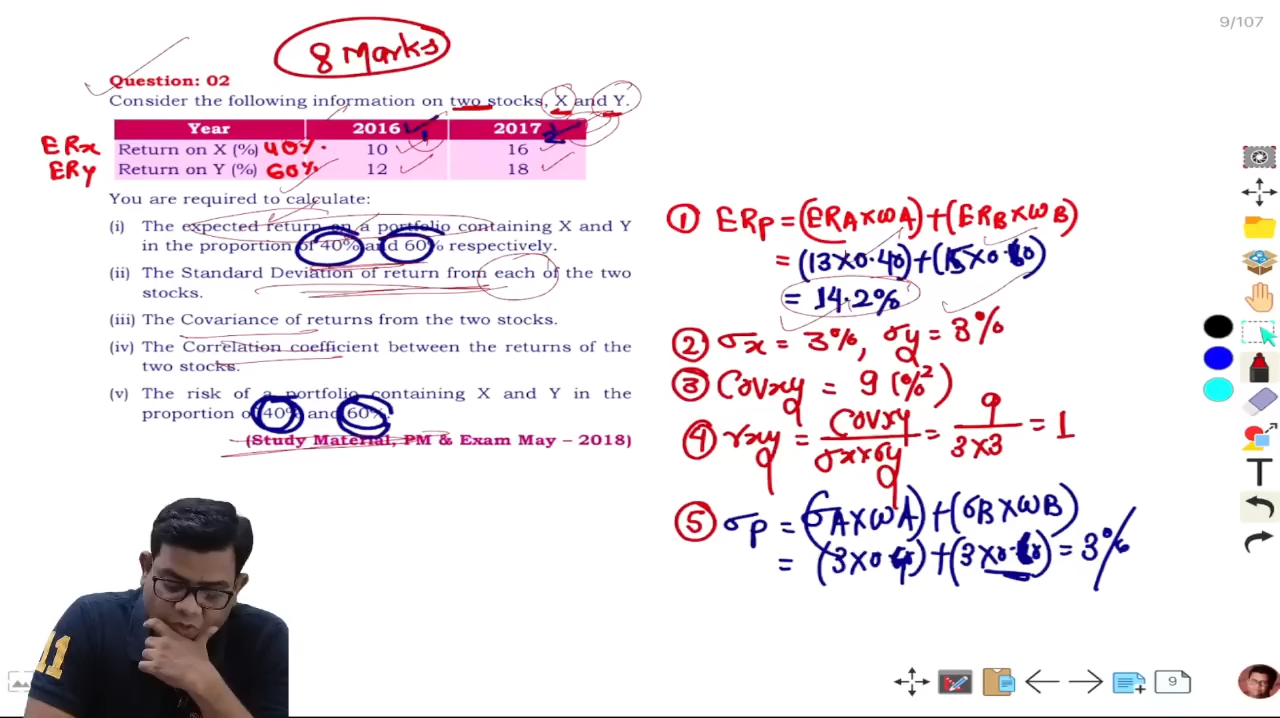 9/107
8 Marks
Question: 02
Consider the following information on two stocks, X and Y.
Year 2016 1 2017 2
ERx Return on X (%) 40% 10 16
ERy Return on Y (%) 60% 12 18
You are required to calculate:
(i) The expected return on a portfolio containing X and Y
in the proportion of 40% and 60% respectively.
(ii) The Standard Deviation of return from each of the two
stocks.
(iii) The Covariance of returns from the two stocks.
(iv) The Correlation coefficient between the returns of the
two stocks.
(v) The risk of a portfolio containing X and Y in the
proportion of 40% and 60%.
(Study Material, PM & Exam May – 2018)
① ERp = (ERA×WA)+(ERB×WB)
= (13×0.40)+(15×0.60)
= 14.2%
② σx = 3%, σy = 3%
③ Covxy = 9 (%²)
④ rxy = Covxy / σx×σy = 9 / 3×3 = 1
⑤ σp = (σA×WA)+(σB×WB)
= (3×0.40)+(3×0.60) = 3%
11
T
9